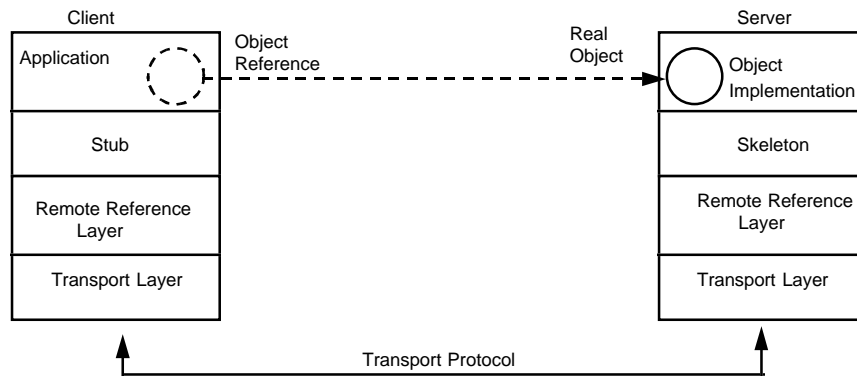 Client
Server
Application
Object
Reference
Real
Object
Object
Implementation
Stub
Skeleton
Remote Reference
Layer
Remote Reference
Layer
Transport Layer
Transport Layer
Transport Protocol